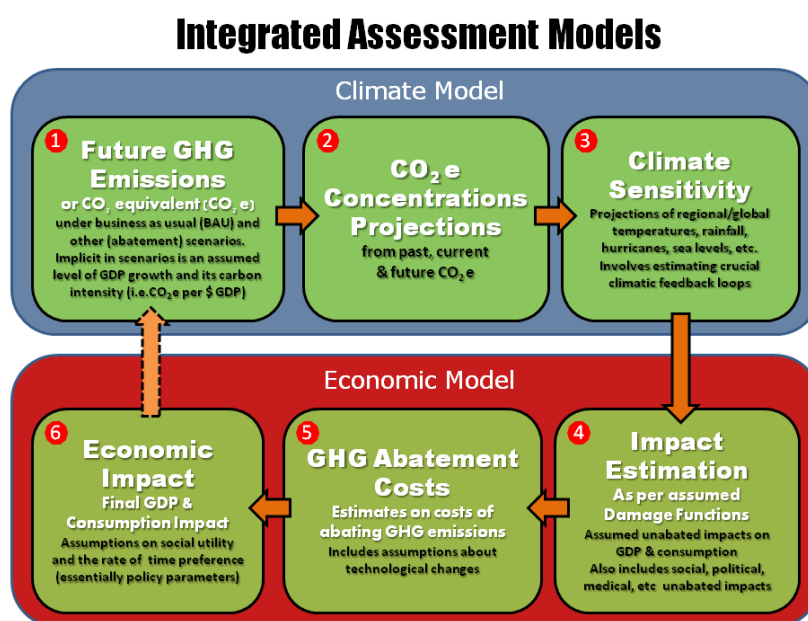 Integrated Assessment Models
Climate Model
1
Future GHG
Emissions
or CO2 equivalent (CO2 e)
under business as usual (BAU) and
other (abatement) scenarios.
Implicit in scenarios is an assumed
level of GDP growth and its carbon
intensity (i.e.CO2e per $ GDP)
2
CO2 e
Concentrations
Projections
from past, current
& future CO2 e
3
Climate
Sensitivity
Projections of regional/global
temperatures, rainfall,
hurricanes, sea levels, etc.
Involves estimating crucial
climatic feedback loops
Economic Model
6
Economic
Impact
Final GDP &
Consumption Impact
Assumptions on social utility
and the rate of time preference
(essentially policy parameters)
5
GHG Abatement
Costs
Estimates on costs of
abating GHG emissions
Includes assumptions about
technological changes
4
Impact
Estimation
As per assumed
Damage Functions
Assumed unabated impacts on
GDP & consumption
Also includes social, political,
medical, etc unabated impacts